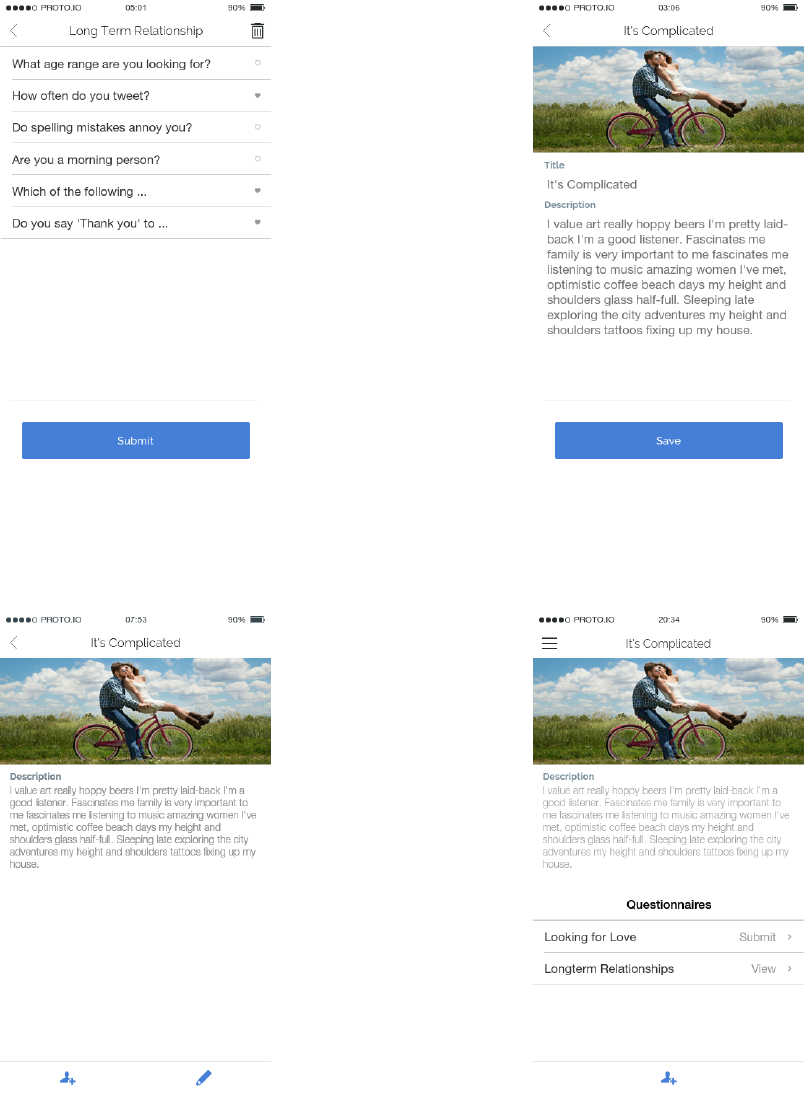 PROTO.IO 05:01 90%
Long Term Relationship
What age range are you looking for?
How often do you tweet?
Do spelling mistakes annoy you?
Are you a morning person?
Which of the following ...
Do you say 'Thank you' to ...
Submit
PROTO.IO 03:06 90%
It's Complicated
Title
It's Complicated
Description
I value art really hoppy beers I'm pretty laid-
back I'm a good listener. Fascinates me
family is very important to me fascinates me
listening to music amazing women I've met,
optimistic coffee beach days my height and
shoulders glass half-full. Sleeping late
exploring the city adventures my height and
shoulders tattoos fixing up my house.
Save
PROTO.IO 07:53 90%
It's Complicated
Description
I value art really hoppy beers I'm pretty laid-back I'm a
good listener. Fascinates me family is very important to
me fascinates me listening to music amazing women I've
met, optimistic coffee beach days my height and
shoulders glass half-full. Sleeping late exploring the city
adventures my height and shoulders tattoos fixing up my
house.
PROTO.IO 20:34 90%
It's Complicated
Description
I value art really hoppy beers I'm pretty laid-back I'm a
good listener. Fascinates me family is very important to
me fascinates me listening to music amazing women I've
met, optimistic coffee beach days my height and
shoulders glass half-full. Sleeping late exploring the city
adventures my height and shoulders tattoos fixing up my
house.
Questionnaires
Looking for Love Submit
Longterm Relationships View